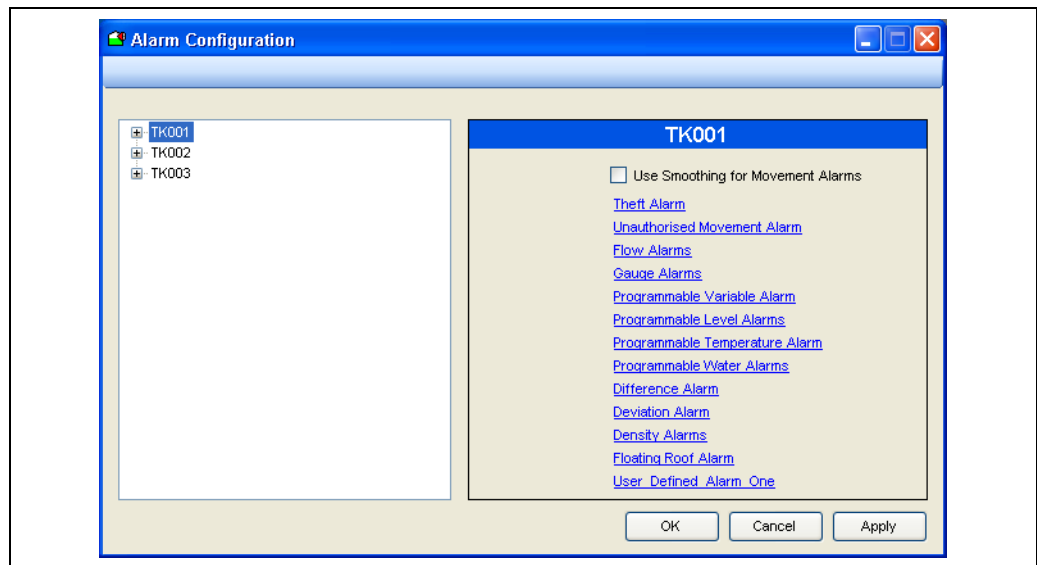 Alarm Configuration
TK001
TK002
TK003
TK001
Use Smoothing for Movement Alarms
Theft Alarm
Unauthorised Movement Alarm
Flow Alarms
Gauge Alarms
Programmable Variable Alarm
Programmable Level Alarms
Programmable Temperature Alarm
Programmable Water Alarms
Difference Alarm
Deviation Alarm
Density Alarms
Floating Roof Alarm
User_Defined_Alarm_One
OK Cancel Apply